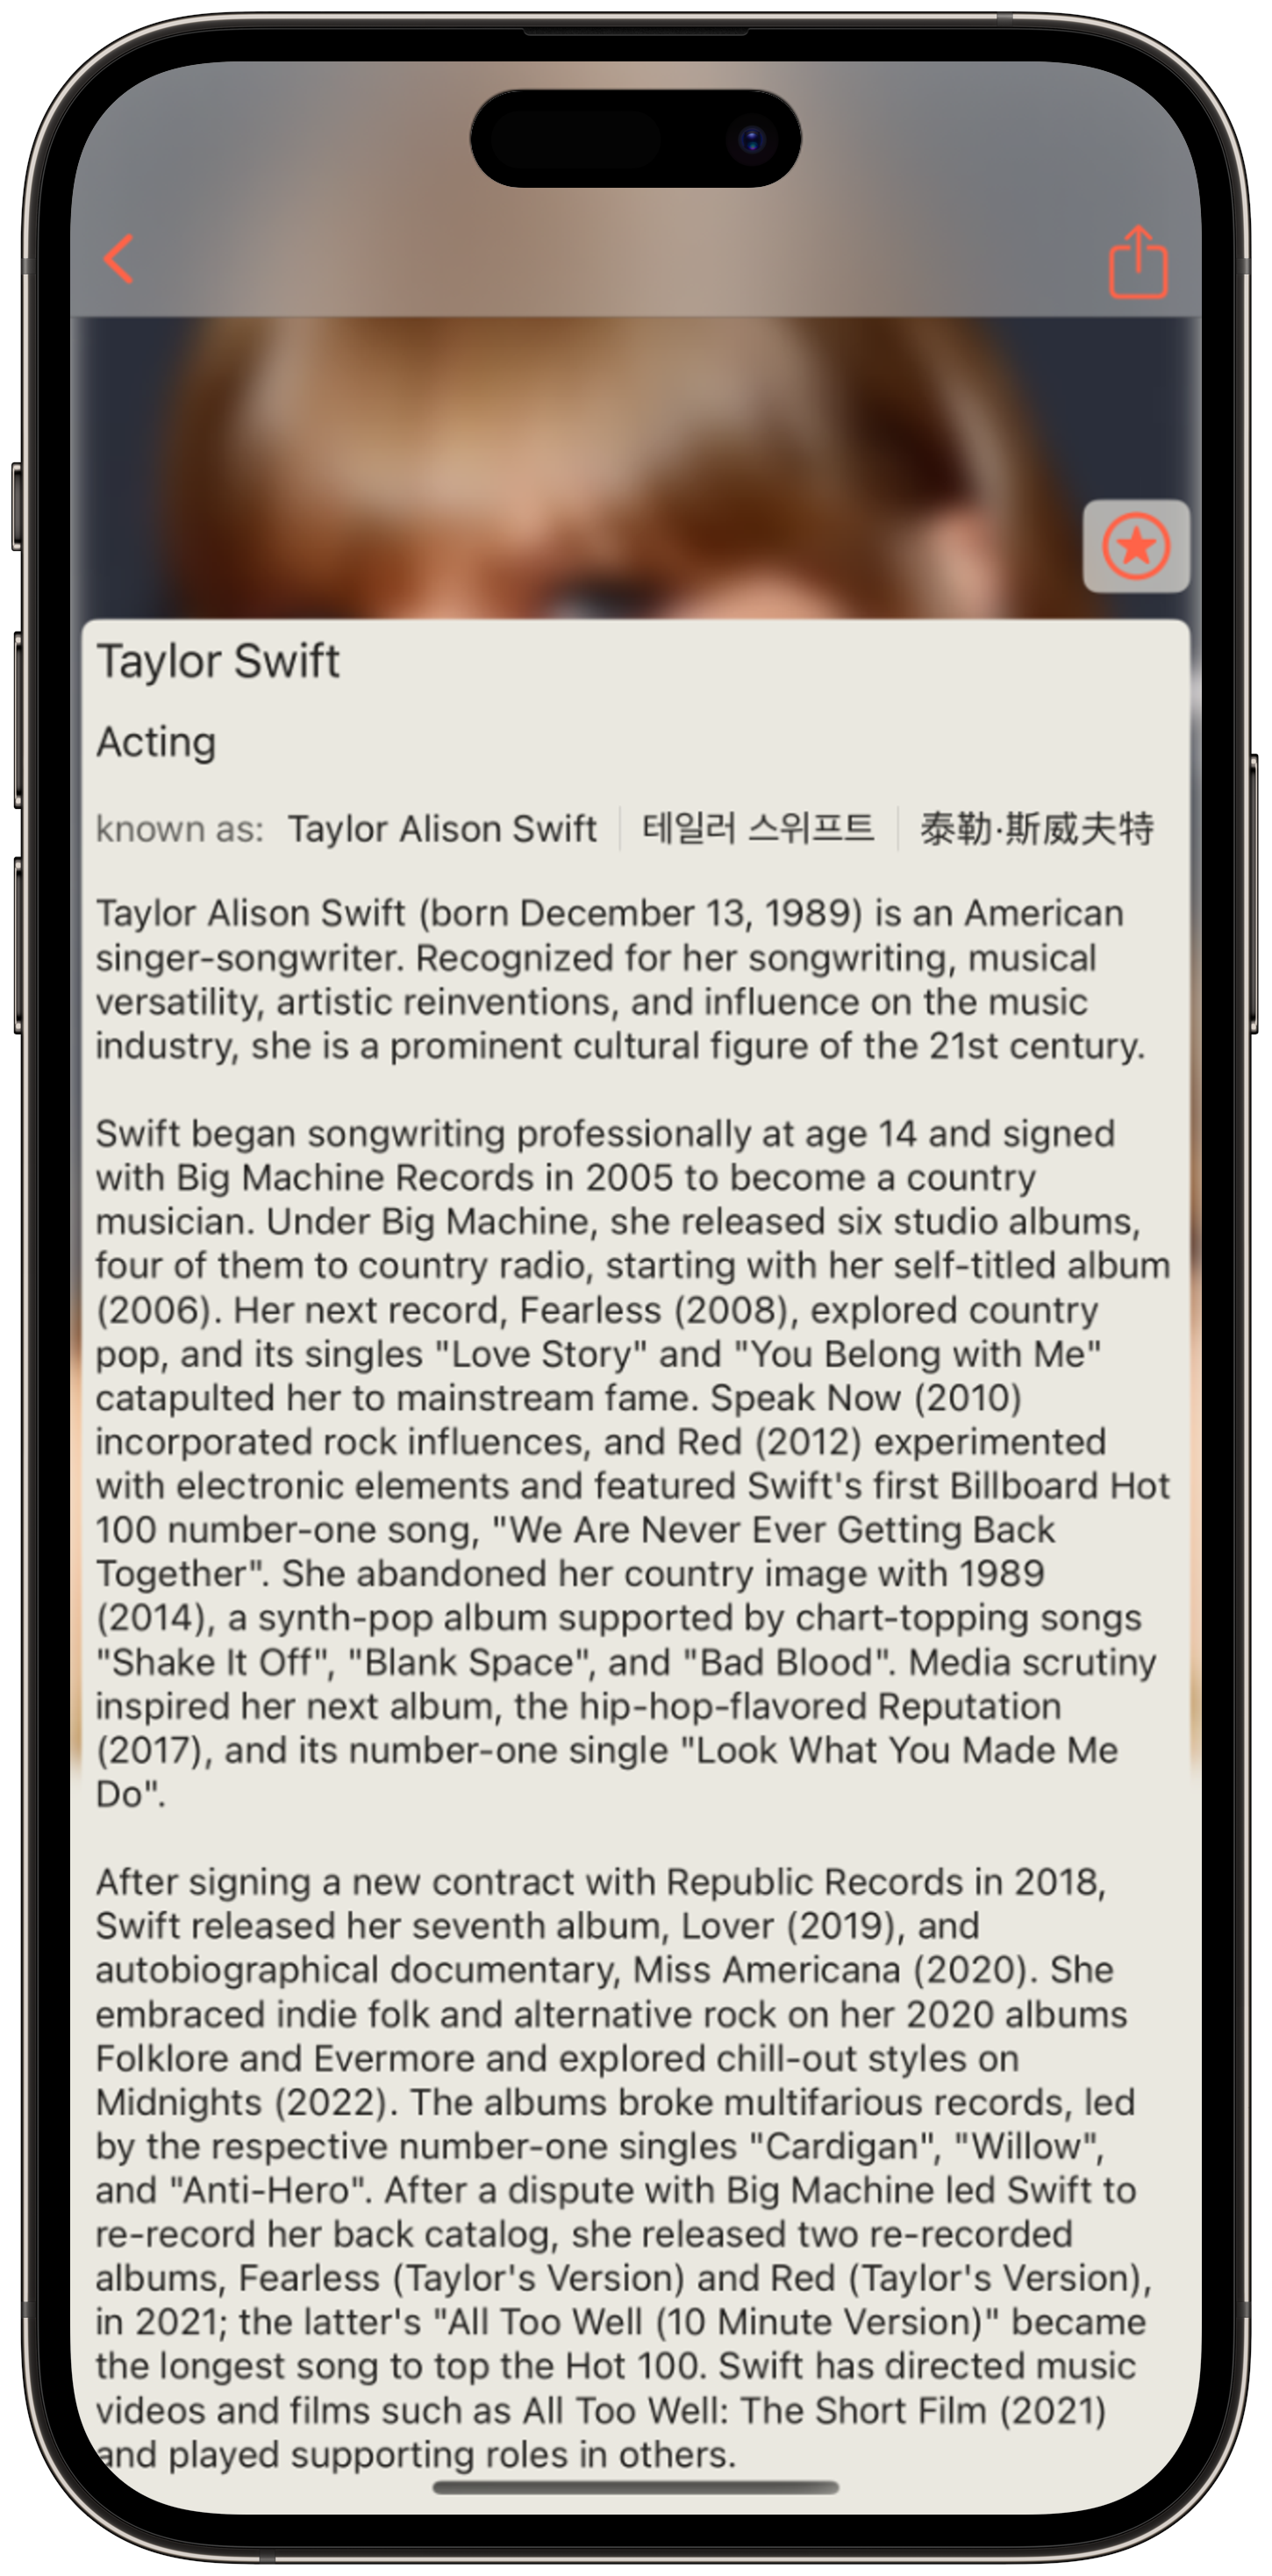 Taylor Swift
Acting
known as: Taylor Alison Swift 테일러 스위프트 泰勒·斯威夫特
Taylor Alison Swift (born December 13, 1989) is an American
singer-songwriter. Recognized for her songwriting, musical
versatility, artistic reinventions, and influence on the music
industry, she is a prominent cultural figure of the 21st century.
Swift began songwriting professionally at age 14 and signed
with Big Machine Records in 2005 to become a country
musician. Under Big Machine, she released six studio albums,
four of them to country radio, starting with her self-titled album
(2006). Her next record, Fearless (2008), explored country
pop, and its singles "Love Story" and "You Belong with Me"
catapulted her to mainstream fame. Speak Now (2010)
incorporated rock influences, and Red (2012) experimented
with electronic elements and featured Swift's first Billboard Hot
100 number-one song, "We Are Never Ever Getting Back
Together". She abandoned her country image with 1989
(2014), a synth-pop album supported by chart-topping songs
"Shake It Off", "Blank Space", and "Bad Blood". Media scrutiny
inspired her next album, the hip-hop-flavored Reputation
(2017), and its number-one single "Look What You Made Me
Do".
After signing a new contract with Republic Records in 2018,
Swift released her seventh album, Lover (2019), and
autobiographical documentary, Miss Americana (2020). She
embraced indie folk and alternative rock on her 2020 albums
Folklore and Evermore and explored chill-out styles on
Midnights (2022). The albums broke multifarious records, led
by the respective number-one singles "Cardigan", "Willow",
and "Anti-Hero". After a dispute with Big Machine led Swift to
re-record her back catalog, she released two re-recorded
albums, Fearless (Taylor's Version) and Red (Taylor's Version),
in 2021; the latter's "All Too Well (10 Minute Version)" became
the longest song to top the Hot 100. Swift has directed music
videos and films such as All Too Well: The Short Film (2021)
and played supporting roles in others.